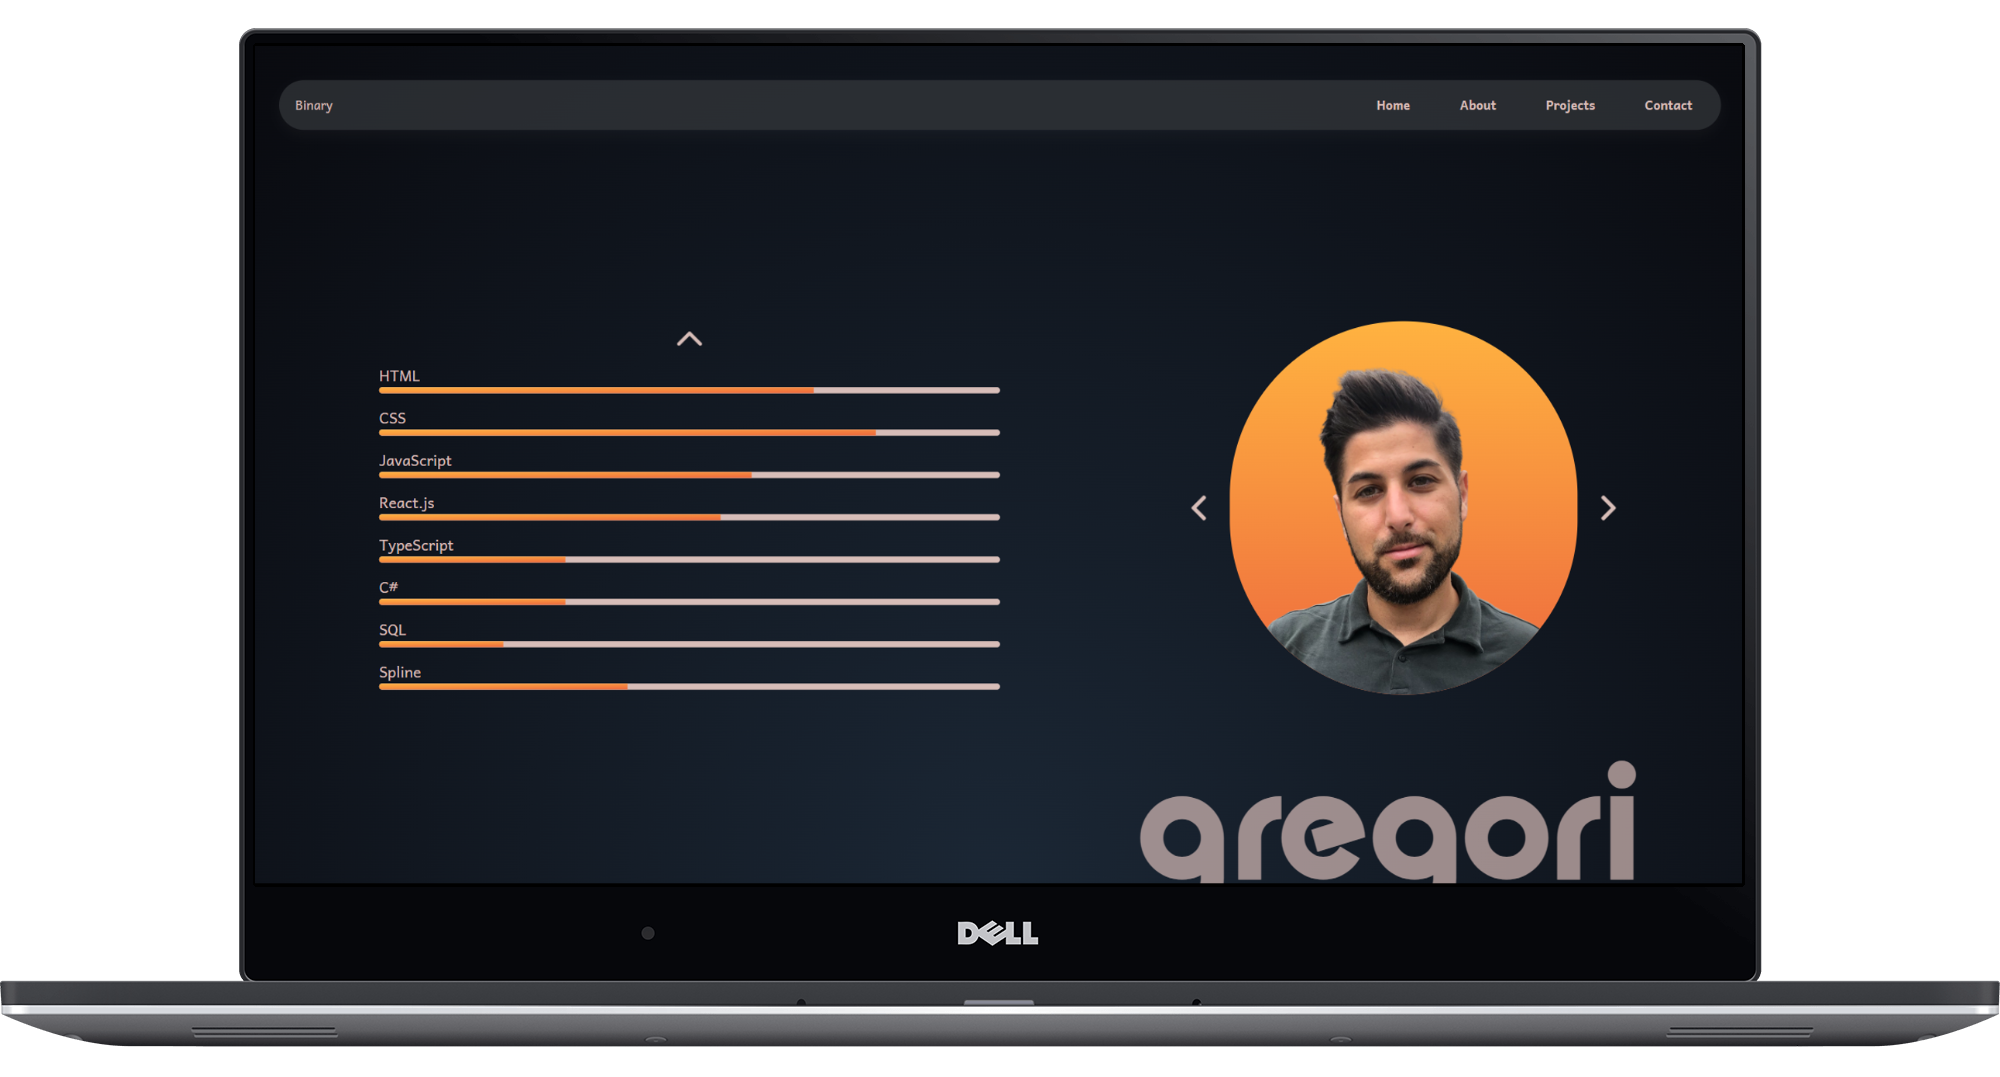 Binary Home About Projects Contact
HTML
CSS
JavaScript
React.js
TypeScript
C#
SQL
Spline
gregori
DELL